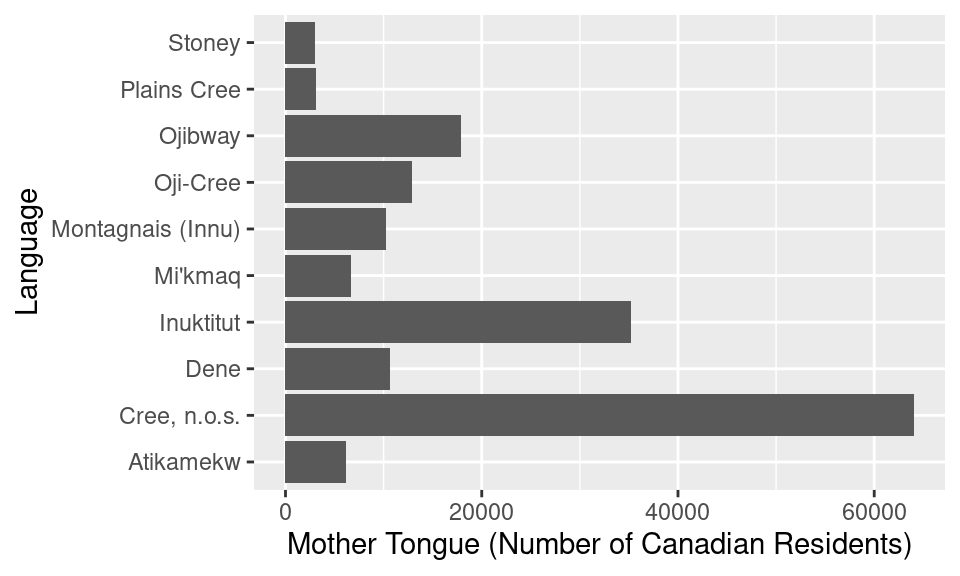 Stoney
Plains Cree
Ojibway
Oji-Cree
Montagnais (Innu)
Mi'kmaq
Inuktitut
Dene
Cree, n.o.s.
Atikamekw
Language
0 20000 40000 60000
Mother Tongue (Number of Canadian Residents)